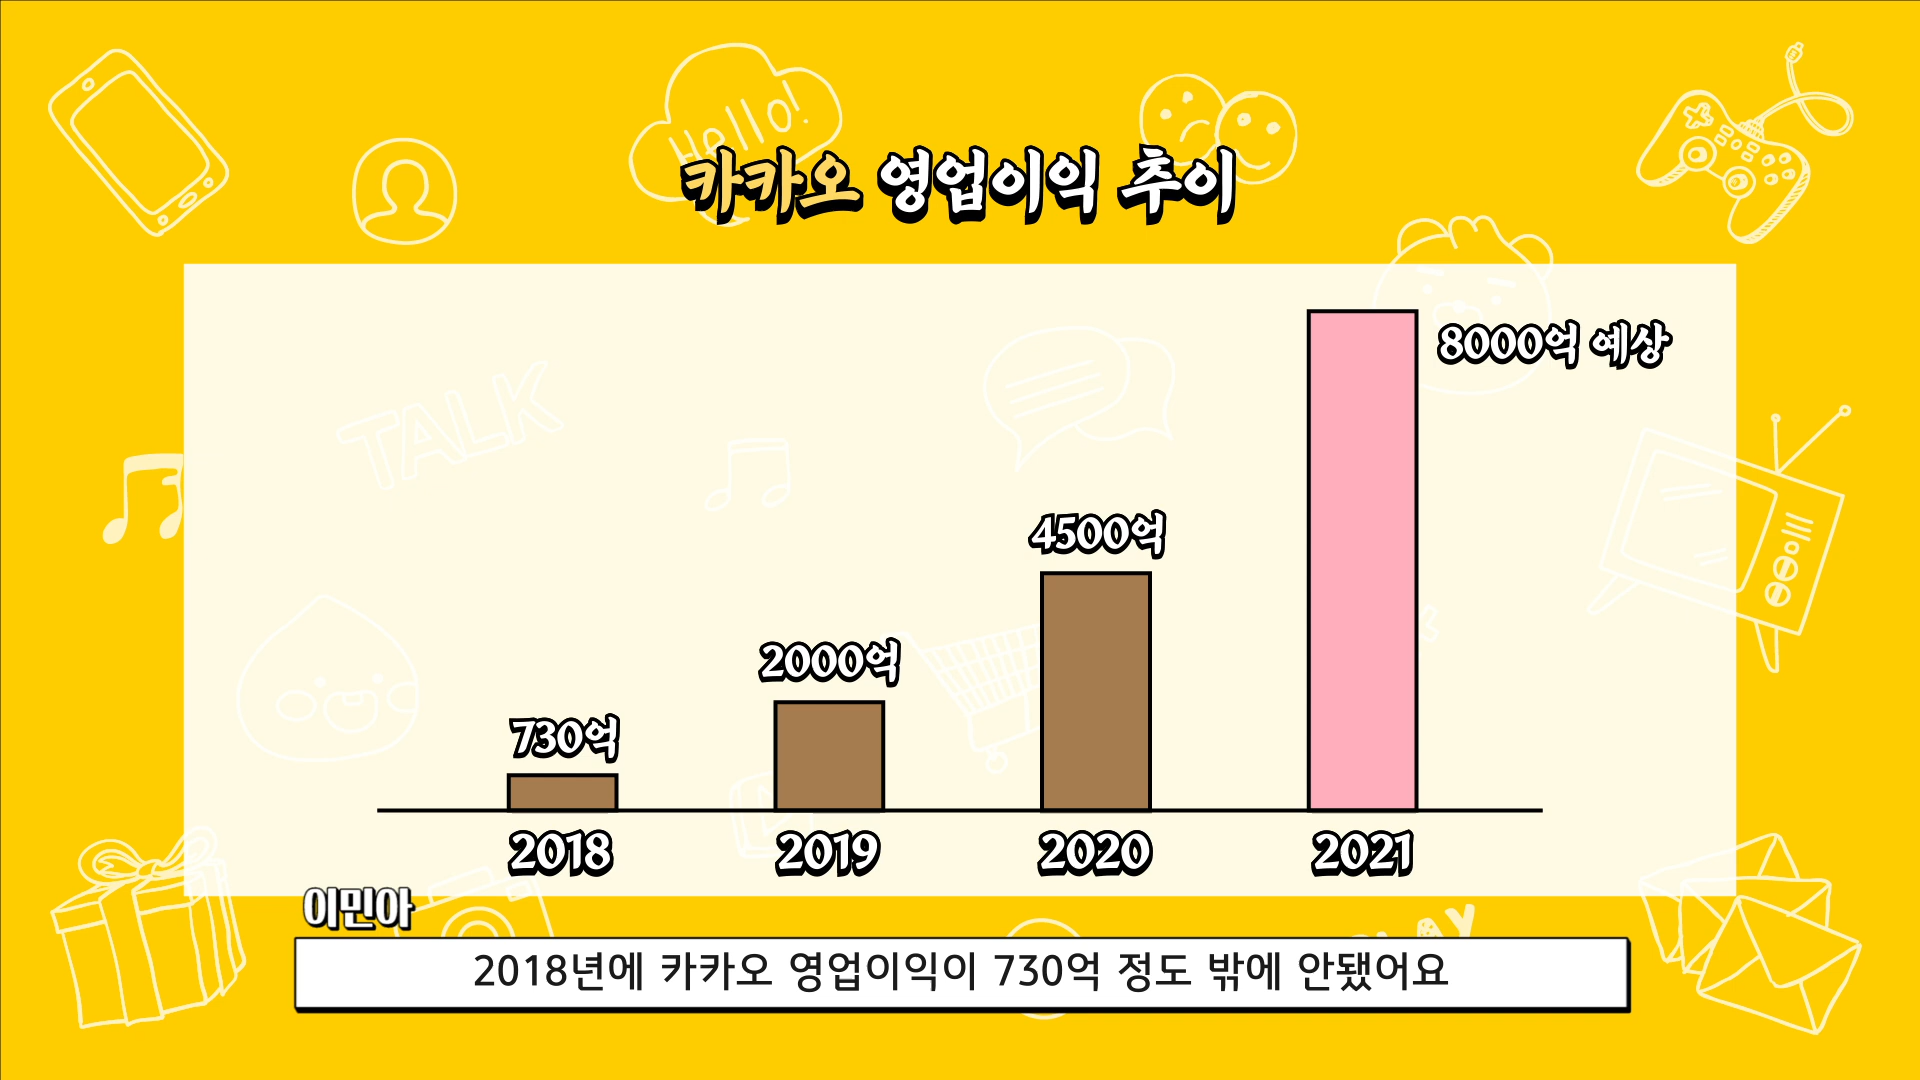 Hello!
카카오 영업이익 추이
TALK
8000억 예상
4500억
2000억
730억
2018 2019 2020 2021
이민아
2018년에 카카오 영업이익이 730억 정도 밖에 안됐어요